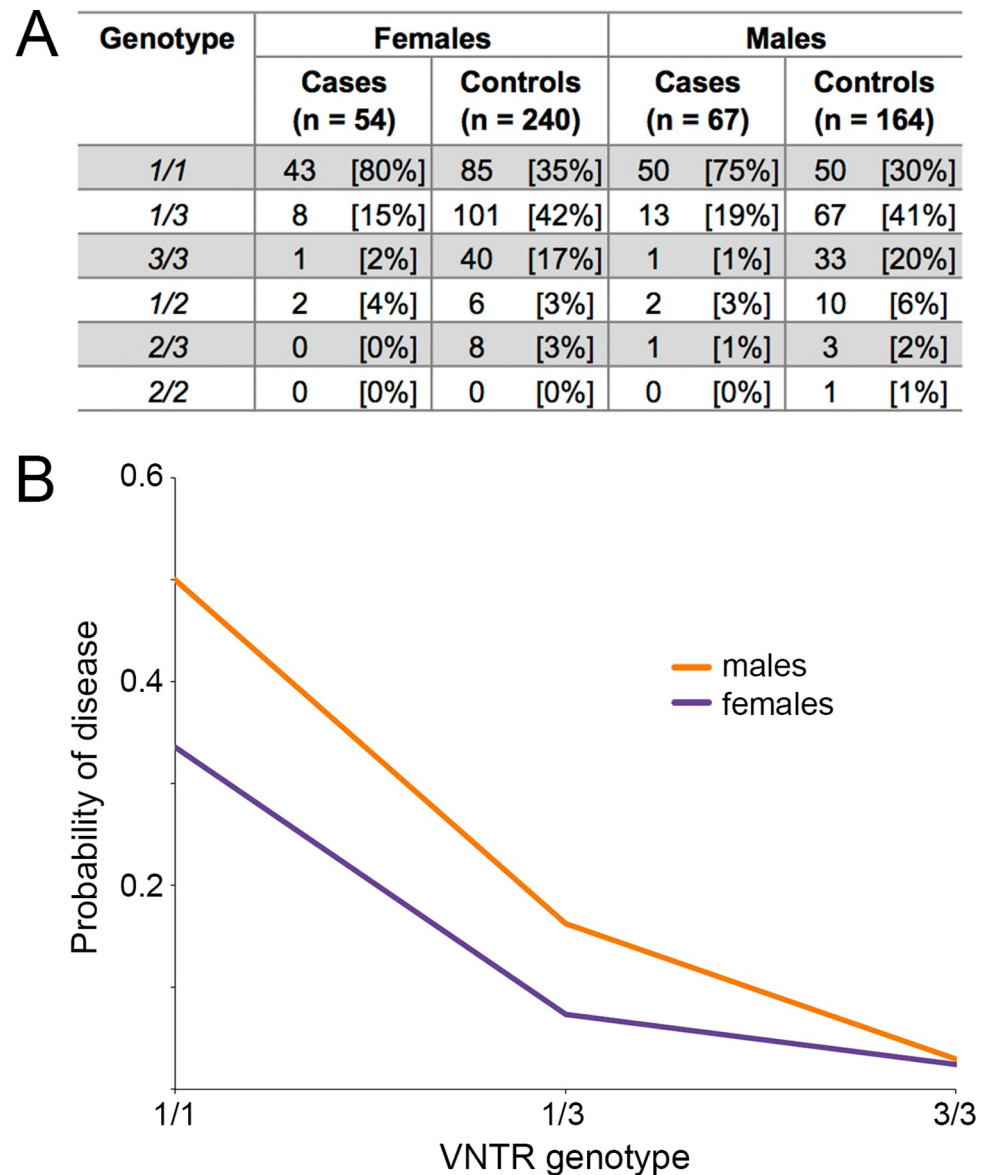 A
Genotype Females Males
Cases Controls Cases Controls
(n = 54) (n = 240) (n = 67) (n = 164)
1/1 43 [80%] 85 [35%] 50 [75%] 50 [30%]
1/3 8 [15%] 101 [42%] 13 [19%] 67 [41%]
3/3 1 [2%] 40 [17%] 1 [1%] 33 [20%]
1/2 2 [4%] 6 [3%] 2 [3%] 10 [6%]
2/3 0 [0%] 8 [3%] 1 [1%] 3 [2%]
2/2 0 [0%] 0 [0%] 0 [0%] 1 [1%]
B
0.6
0.4
0.2
Probability of disease
males
females
1/1 1/3 3/3
VNTR genotype